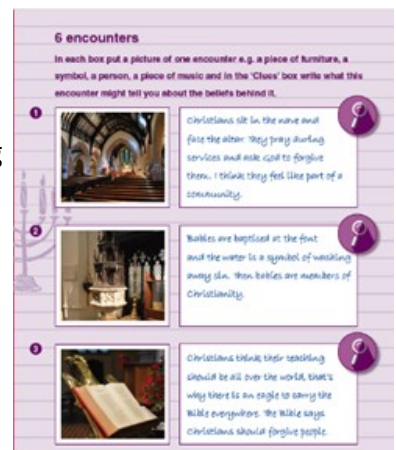 g
6 encounters
In each box put a picture of one encounter e.g. a piece of furniture, a
symbol, a person, a piece of music and in the 'Clues' box write what this
encounter might tell you about the beliefs behind it.
1
Christians sit in the nave and
face the altar. They pray during
services and ask God to forgive
them. I think they feel like part of a
community.
2
Babies are baptised at the font
and the water is a symbol of washing
away sin. Then babies are members of
Christianity.
3
Christians think their teaching
should be all over the world, that's
why there is an eagle to carry the
Bible everywhere. The Bible says
Christians should forgive people.